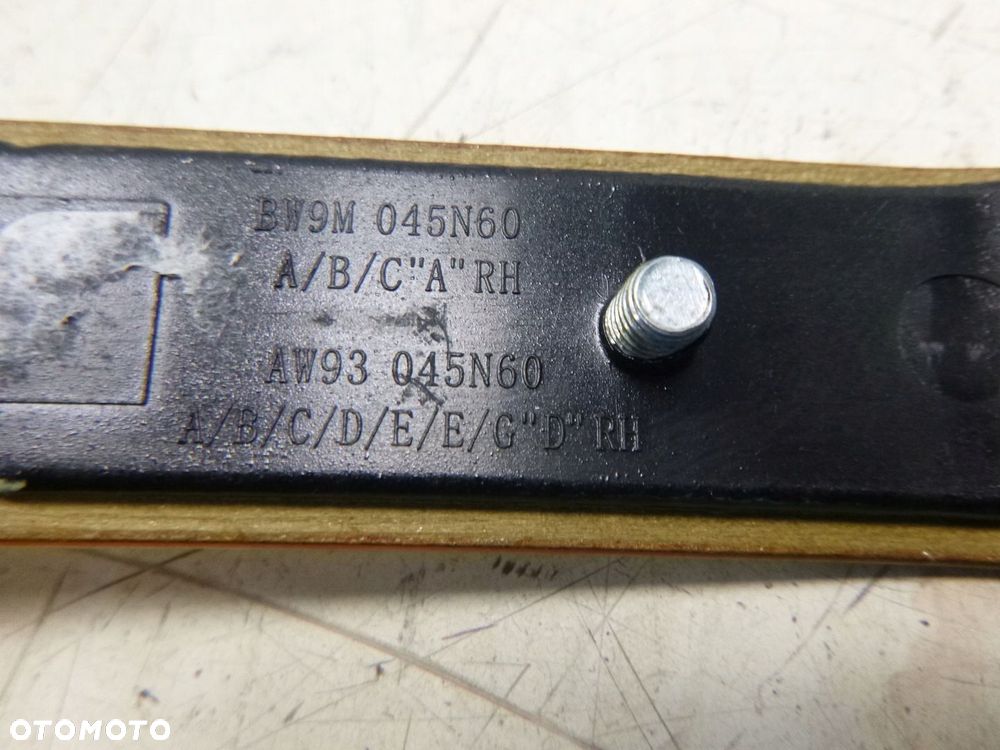 BW9M 045N60
A/B/C"A" RH
AW93 045N60
A/B/C/D/E/E/G"D" RH
OTOMOTO